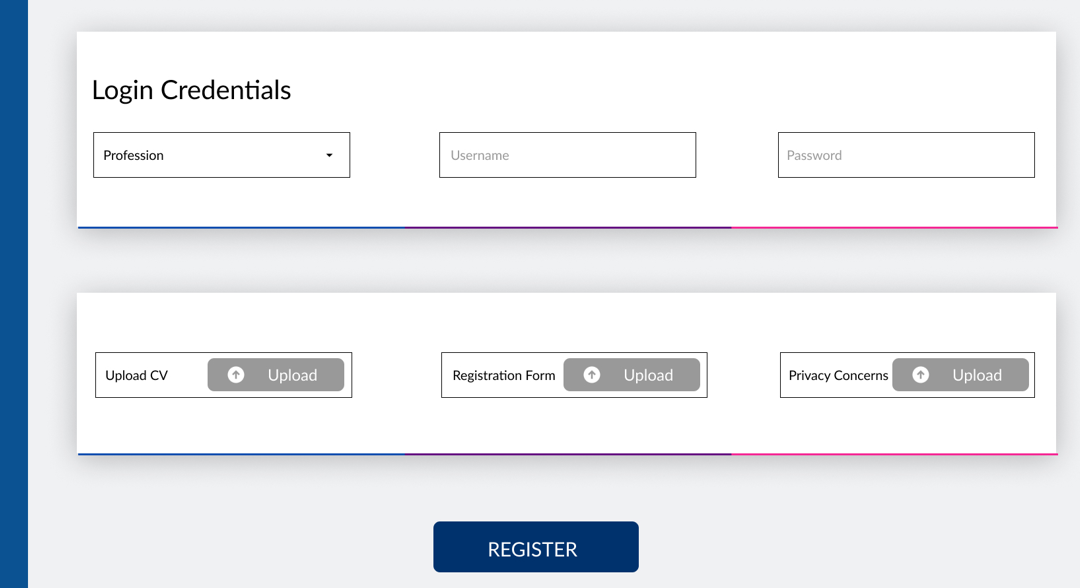 Login Credentials
Profession
Username
Password
Upload CV
Upload
Registration Form
Upload
Privacy Concerns
Upload
REGISTER